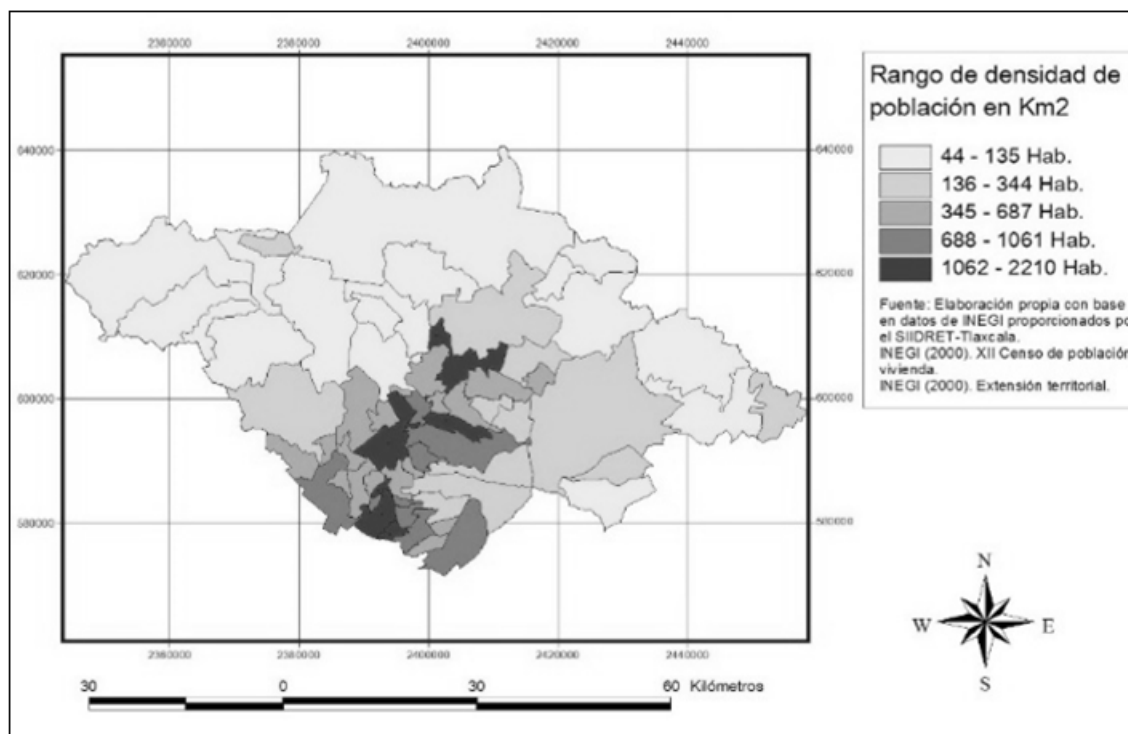 2360000 2380000 2400000 2420000 2440000
Rango de densidad de
población en Km2
640000 640000
44 - 135 Hab.
136 - 344 Hab.
345 - 687 Hab.
688 - 1061 Hab.
1062 - 2210 Hab.
620000 620000
Fuente: Elaboración propia con base
en datos de INEGI proporcionados po
el SIIDRET-Tlaxcala.
INEGI (2000). XII Censo de población
vivienda.
INEGI (2000). Extensión territorial.
600000 600000
580000 580000
2360000 2380000 2400000 2420000 2440000
N
W E
S
30 0 30 60 Kilómetros